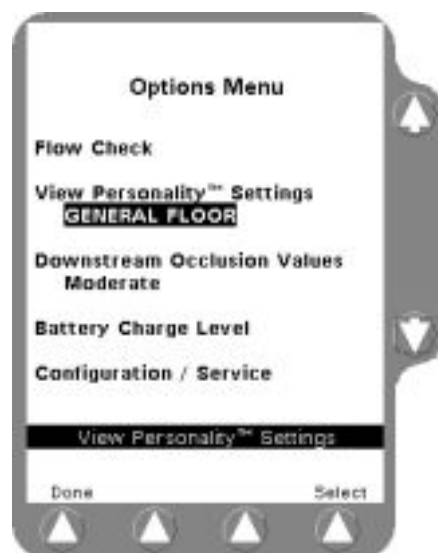 Options Menu
Flow Check
View Personality™ Settings
GENERAL FLOOR
Downstream Occlusion Values
Moderate
Battery Charge Level
Configuration / Service
View Personality™ Settings
Done Select